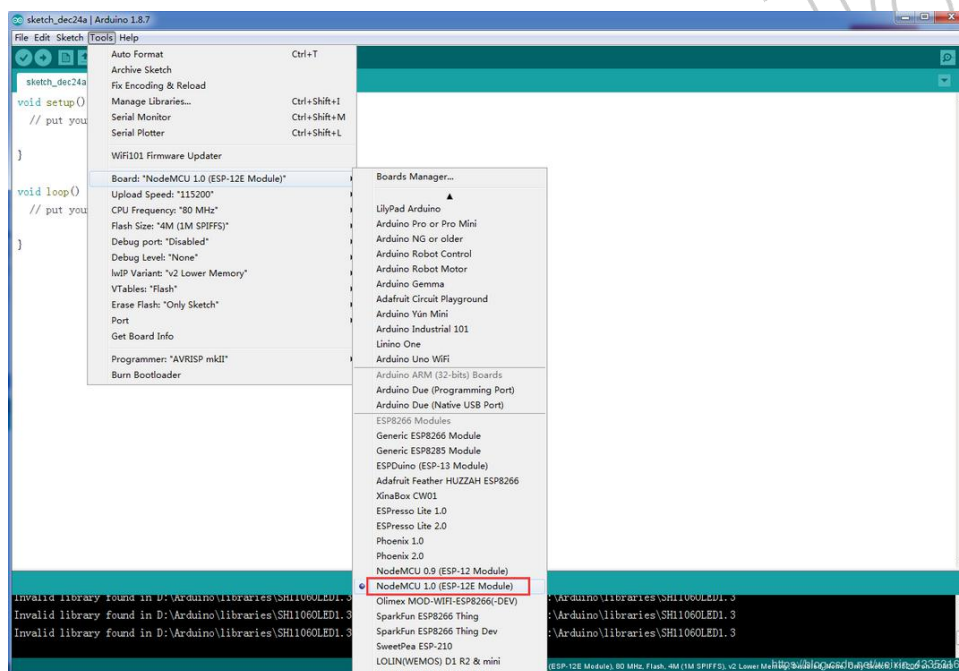 sketch_dec24a | Arduino 1.8.7
File Edit Sketch Tools Help
sketch_dec24a
void setup()
// put you
}
void loop()
// put you
}
Auto Format Ctrl+T
Archive Sketch
Fix Encoding & Reload
Manage Libraries... Ctrl+Shift+I
Serial Monitor Ctrl+Shift+M
Serial Plotter Ctrl+Shift+L
WiFi101 Firmware Updater
Board: "NodeMCU 1.0 (ESP-12E Module)"
Upload Speed: "115200"
CPU Frequency: "80 MHz"
Flash Size: "4M (1M SPIFFS)"
Debug port: "Disabled"
Debug Level: "None"
lwIP Variant: "v2 Lower Memory"
VTables: "Flash"
Erase Flash: "Only Sketch"
Port
Get Board Info
Programmer: "AVRISP mkII"
Burn Bootloader
Boards Manager...
LilyPad Arduino
Arduino Pro or Pro Mini
Arduino NG or older
Arduino Robot Control
Arduino Robot Motor
Arduino Gemma
Adafruit Circuit Playground
Arduino Yún Mini
Arduino Industrial 101
Linino One
Arduino Uno WiFi
Arduino ARM (32-bits) Boards
Arduino Due (Programming Port)
Arduino Due (Native USB Port)
ESP8266 Modules
Generic ESP8266 Module
Generic ESP8285 Module
ESPDuino (ESP-13 Module)
Adafruit Feather HUZZAH ESP8266
XinaBox CW01
ESPresso Lite 1.0
ESPresso Lite 2.0
Phoenix 1.0
Phoenix 2.0
NodeMCU 0.9 (ESP-12 Module)
NodeMCU 1.0 (ESP-12E Module)
Olimex MOD-WIFI-ESP8266(-DEV)
SparkFun ESP8266 Thing
SparkFun ESP8266 Thing Dev
SweetPea ESP-210
LOLIN(WEMOS) D1 R2 & mini
Invalid library found in D:\Arduino\libraries\SH1106OLED1.3 :\Arduino\libraries\SH1106OLED1.3
Invalid library found in D:\Arduino\libraries\SH1106OLED1.3 :\Arduino\libraries\SH1106OLED1.3
Invalid library found in D:\Arduino\libraries\SH1106OLED1.3 :\Arduino\libraries\SH1106OLED1.3
(ESP-12E Module), 80 MHz, Flash, 4M (1M SPIFFS), v2 Lower